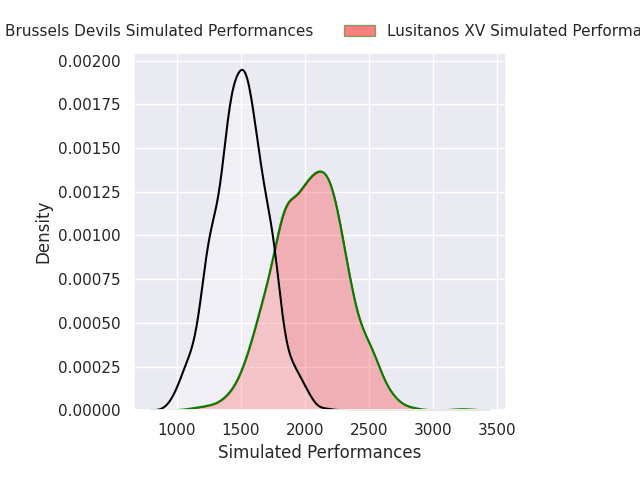 Brussels Devils Simulated Performances
Lusitanos XV Simulated Performa
0.00200
0.00175
0.00150
0.00125
0.00100
0.00075
0.00050
0.00025
0.00000
Density
1000 1500 2000 2500 3000 3500
Simulated Performances